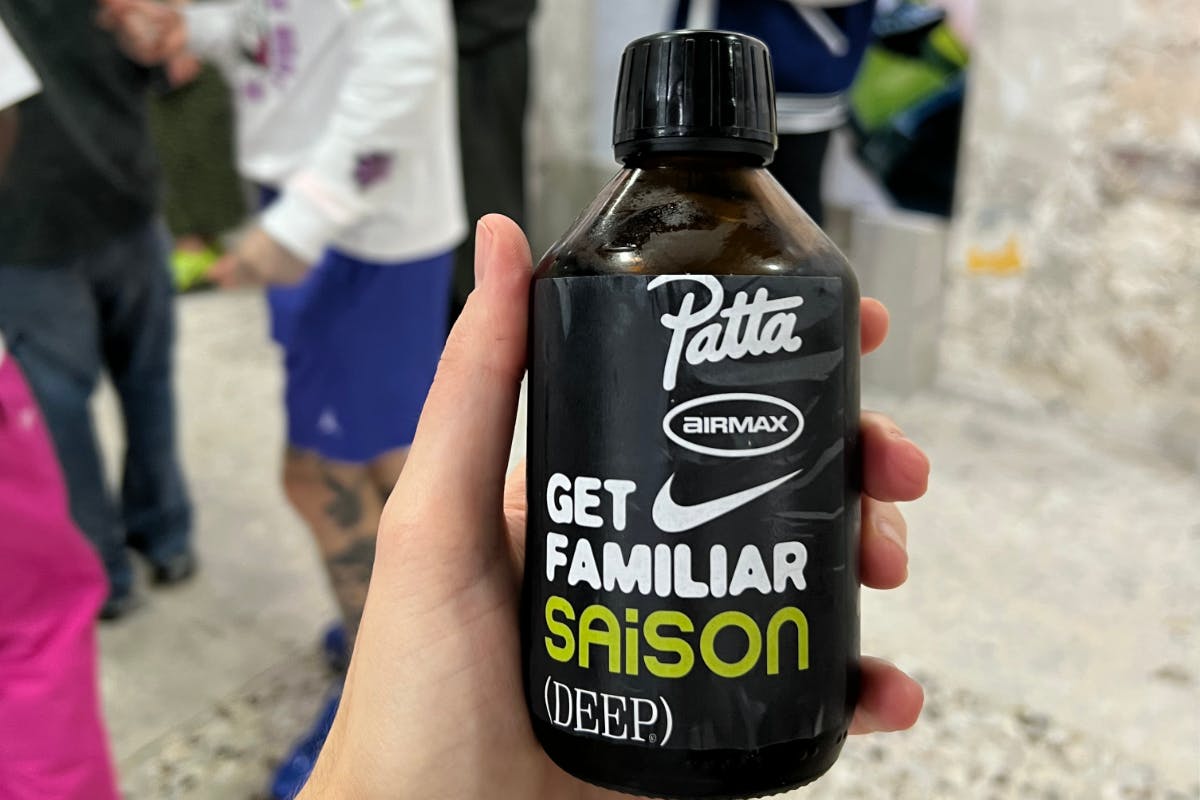 Patta
AIRMAX
GET
FAMILIAR
SAiSON
(DEEP)